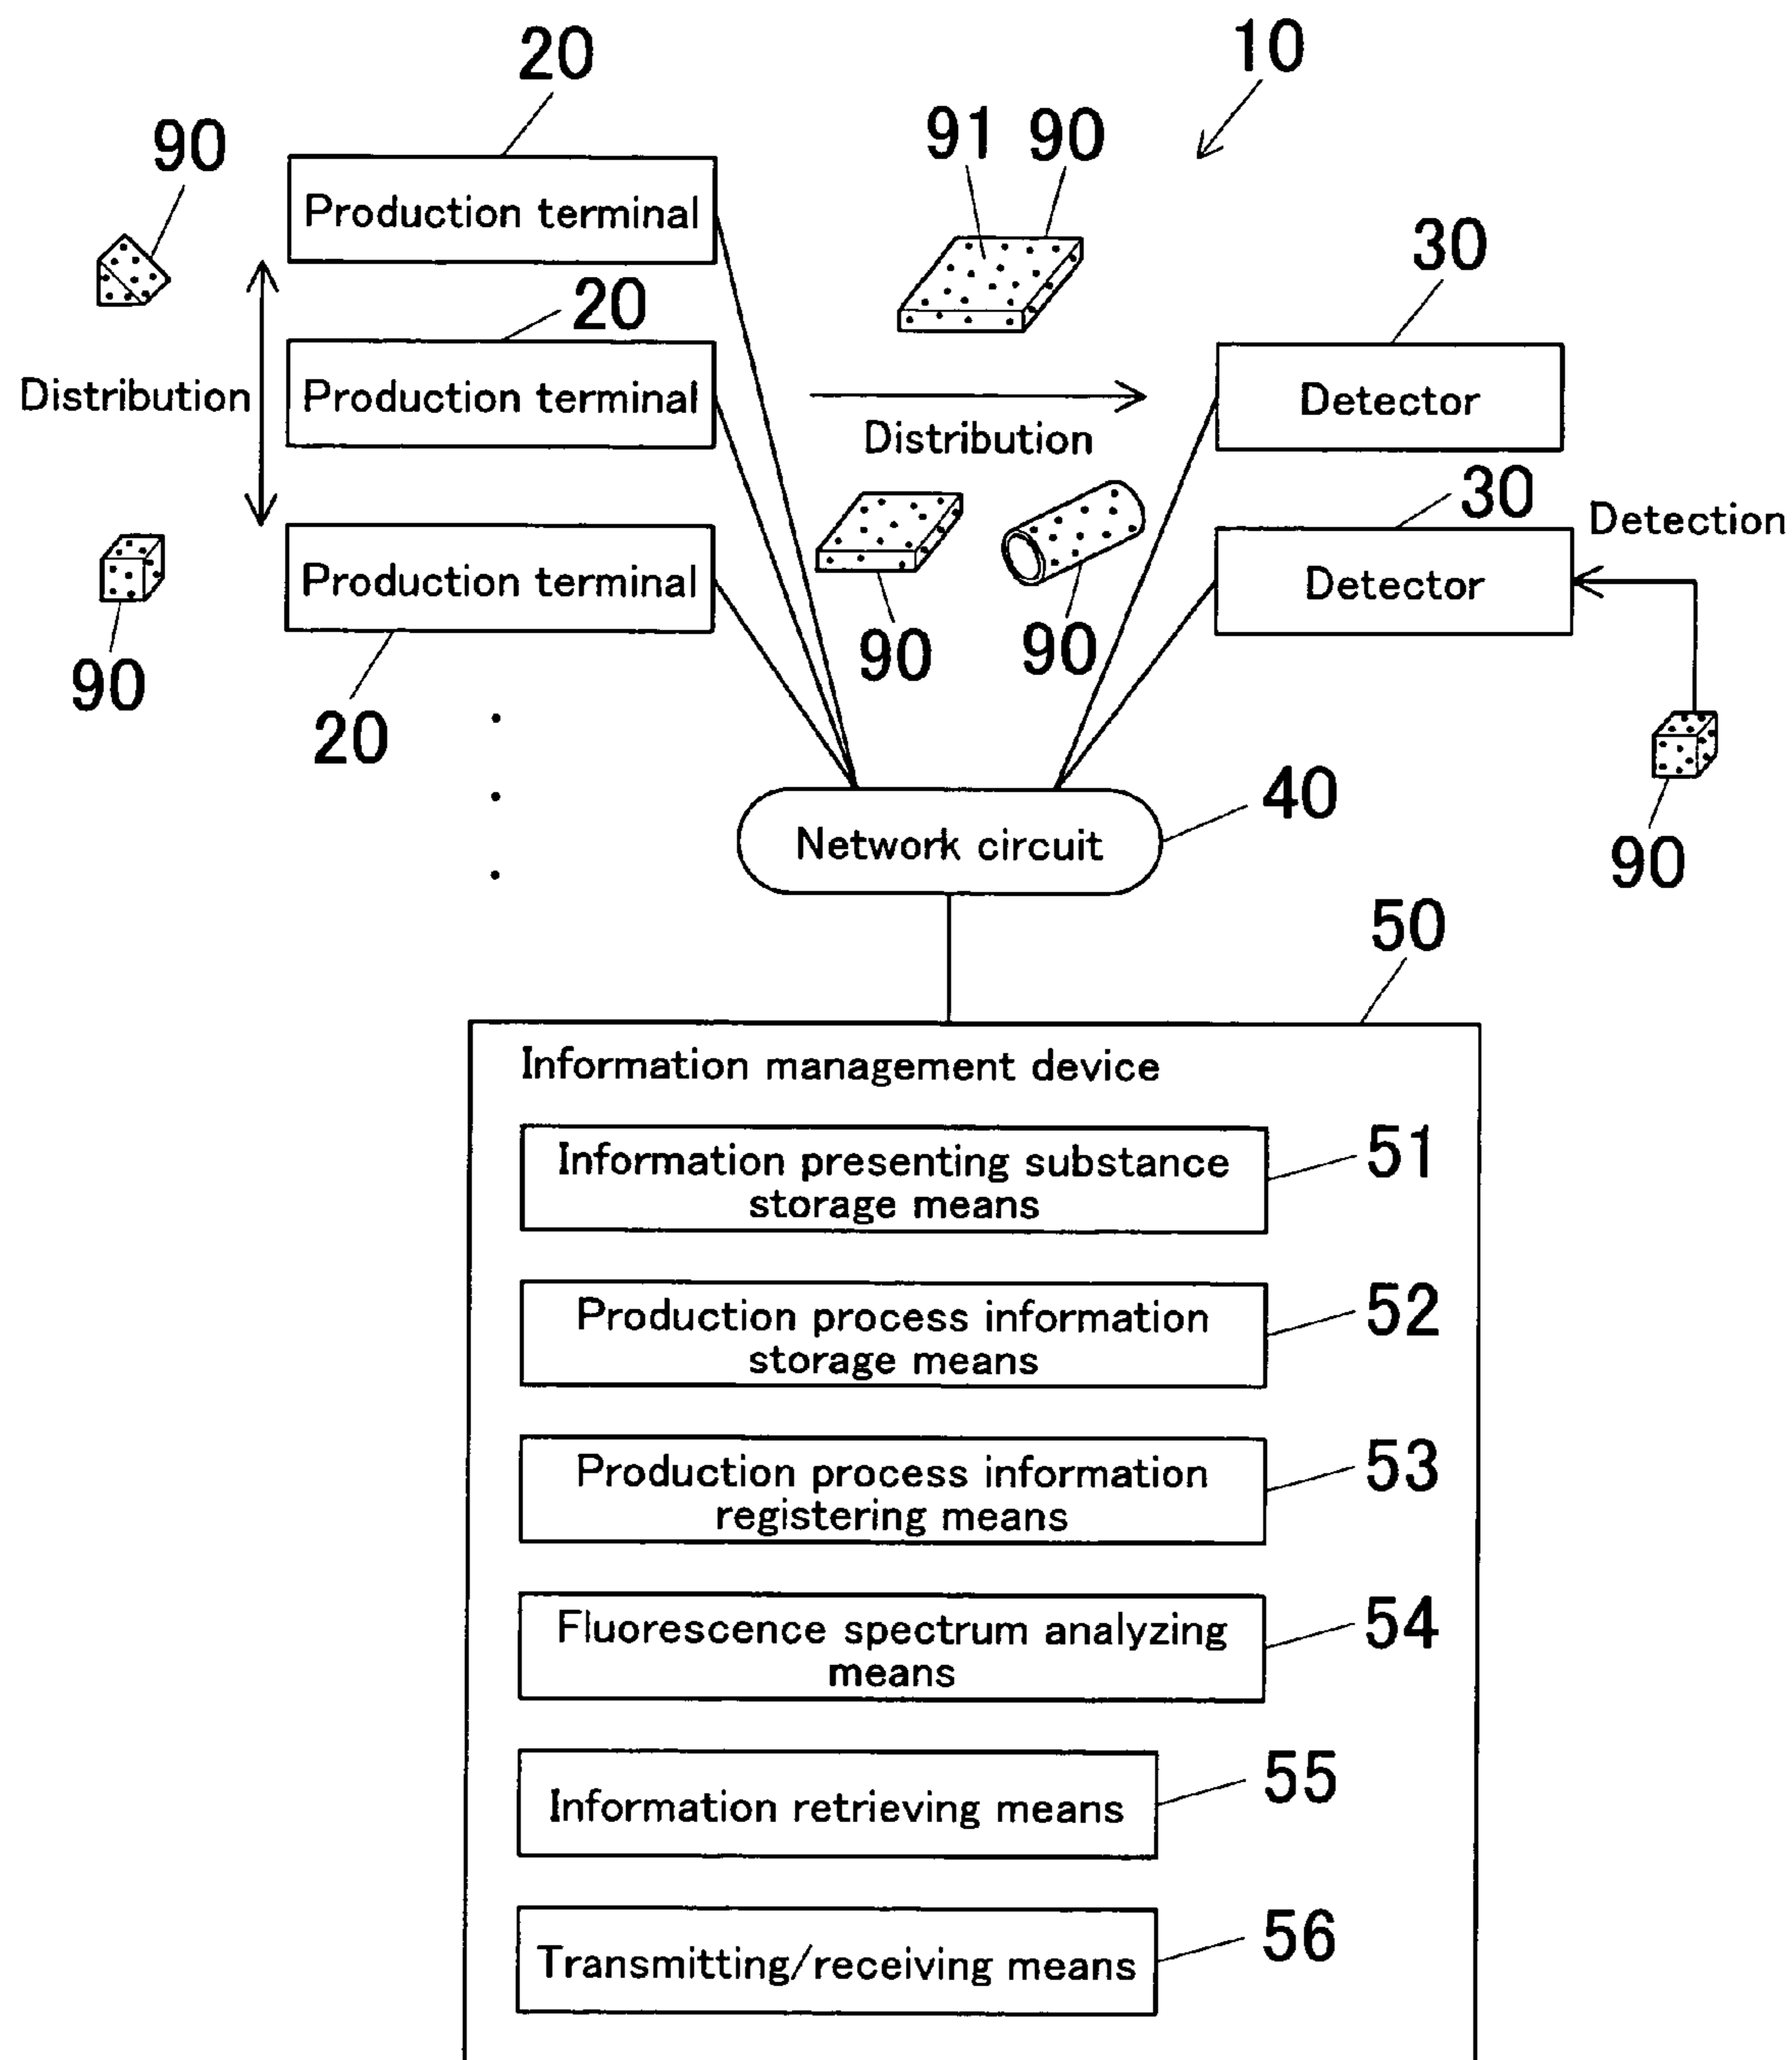 20
10
90
91
90
Production terminal
30
20
Distribution
Production terminal
Distribution
Detector
30
Detection
Production terminal
Detector
90
90
90
20
40
Network circuit
90
50
Information management device
Information presenting substance
storage means
51
Production process information
storage means
52
Production process information
registering means
53
Fluorescence spectrum analyzing
means
54
Information retrieving means
55
Transmitting/receiving means
56